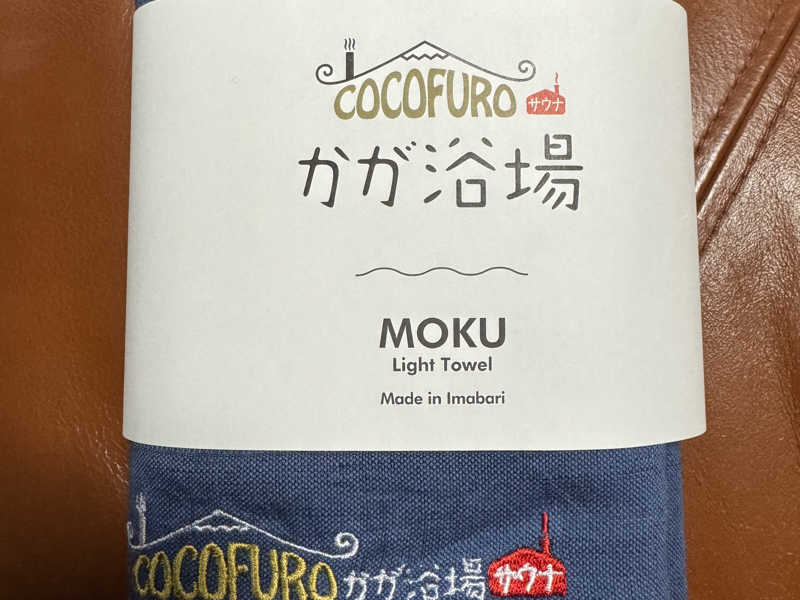 COCOFURO サウナ
かが浴場
MOKU
Light Towel
Made in Imabari
COCOFURO かが浴場 サウナ